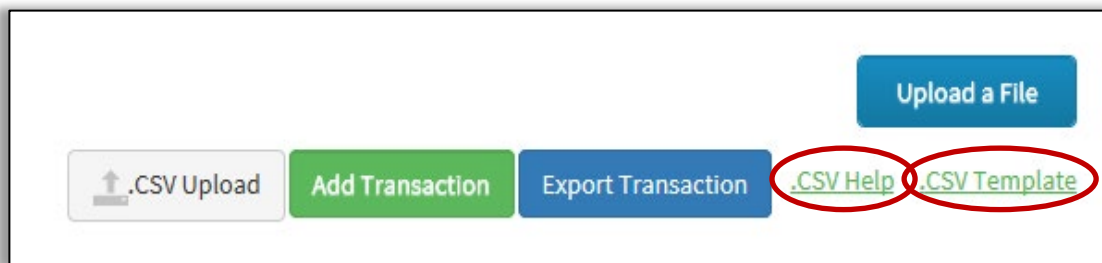 Upload a File
.CSV Upload Add Transaction Export Transaction .CSV Help .CSV Template